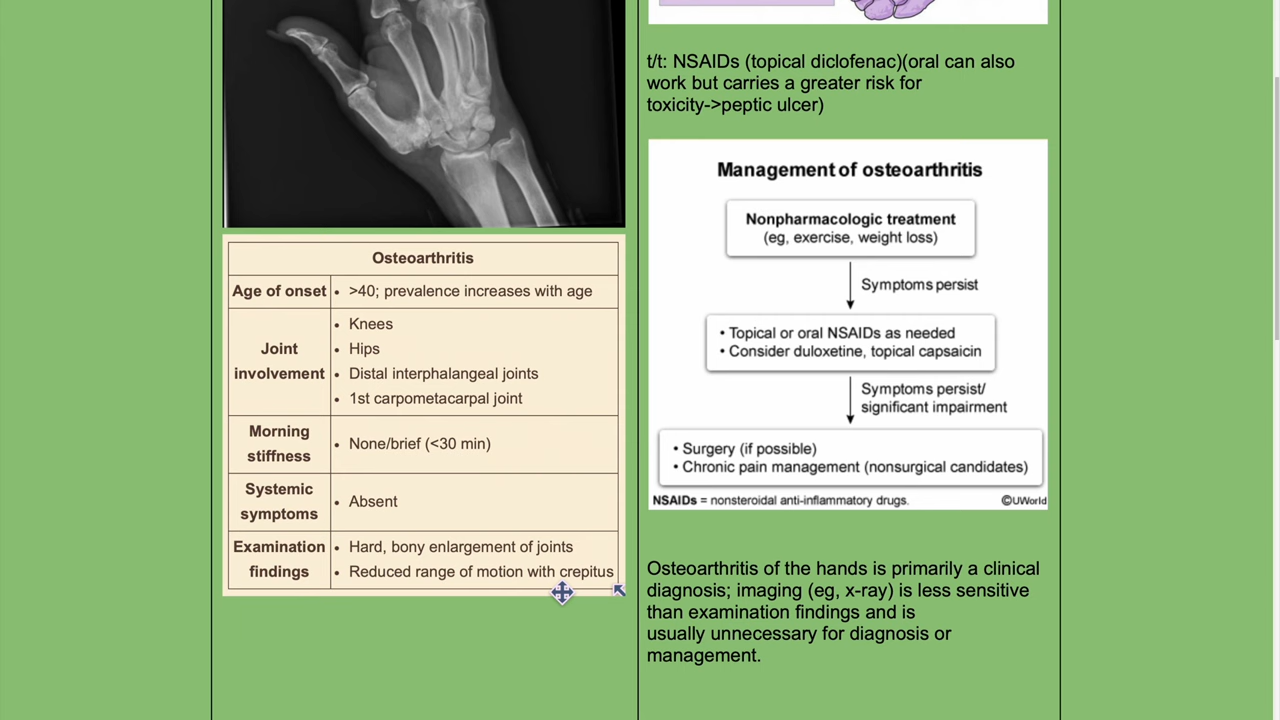 Osteoarthritis
Age of onset • >40; prevalence increases with age
Joint involvement
• Knees
• Hips
• Distal interphalangeal joints
• 1st carpometacarpal joint
Morning stiffness • None/brief (<30 min)
Systemic symptoms • Absent
Examination findings
• Hard, bony enlargement of joints
• Reduced range of motion with crepitus
t/t: NSAIDs (topical diclofenac)(oral can also
work but carries a greater risk for
toxicity->peptic ulcer)
Management of osteoarthritis
Nonpharmacologic treatment
(eg, exercise, weight loss)
Symptoms persist
• Topical or oral NSAIDs as needed
• Consider duloxetine, topical capsaicin
Symptoms persist/
significant impairment
• Surgery (if possible)
• Chronic pain management (nonsurgical candidates)
NSAIDs = nonsteroidal anti-inflammatory drugs. ©UWorld
Osteoarthritis of the hands is primarily a clinical
diagnosis; imaging (eg, x-ray) is less sensitive
than examination findings and is
usually unnecessary for diagnosis or
management.